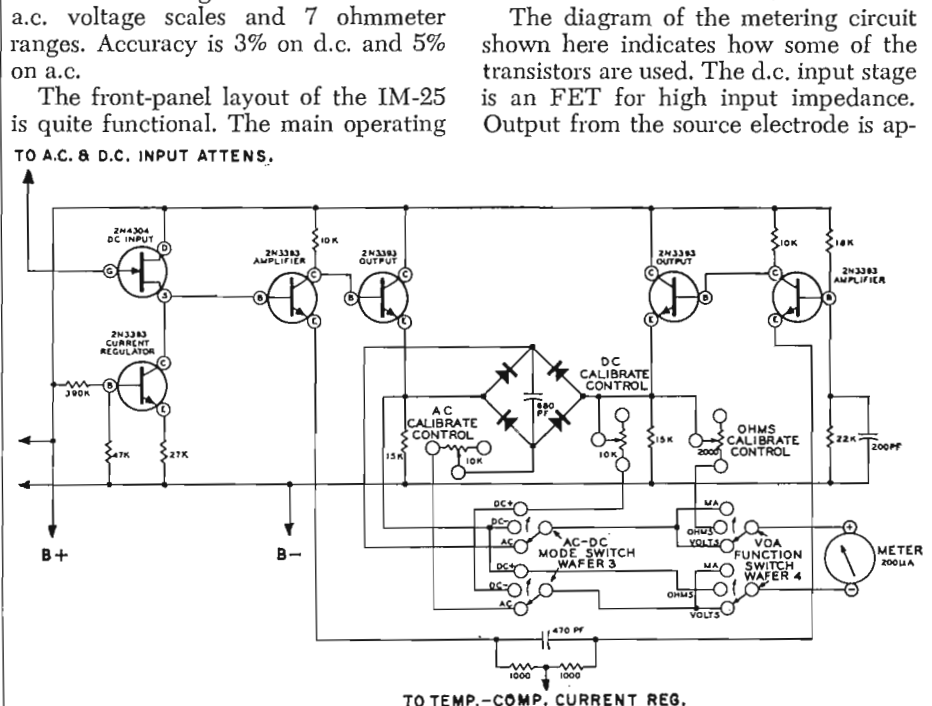 a.c. voltage scales and 7 ohmmeter
ranges. Accuracy is 3% on d.c. and 5%
on a.c.
The front-panel layout of the IM-25
is quite functional. The main operating
The diagram of the metering circuit
shown here indicates how some of the
transistors are used. The d.c. input stage
is an FET for high input impedance.
Output from the source electrode is ap-
TO A.C. & D.C. INPUT ATTENS.
2N4304
DC INPUT
D
G
S
2N3393
CURRENT
REGULATOR
C
B
E
390K
47K
27K
B+
B-
2N3393
AMPLIFIER
B
C
E
10K
2N3393
OUTPUT
B
C
E
15K
AC
CALIBRATE
CONTROL
10K
680
PF
DC
CALIBRATE
CONTROL
10K
2N3393
OUTPUT
C
B
E
15K
10K
18K
2N3393
AMPLIFIER
C
B
E
2000
OHMS
CALIBRATE
CONTROL
22K
200PF
DC+
DC-
AC
AC-DC
MODE SWITCH
WAFER 3
DC+
DC-
AC
MA
OHMS
VOLTS
VOA
FUNCTION
SWITCH
WAFER 4
MA
OHMS
VOLTS
+
METER
200UA
-
470 PF
1000
1000
TO TEMP.-COMP. CURRENT REG.